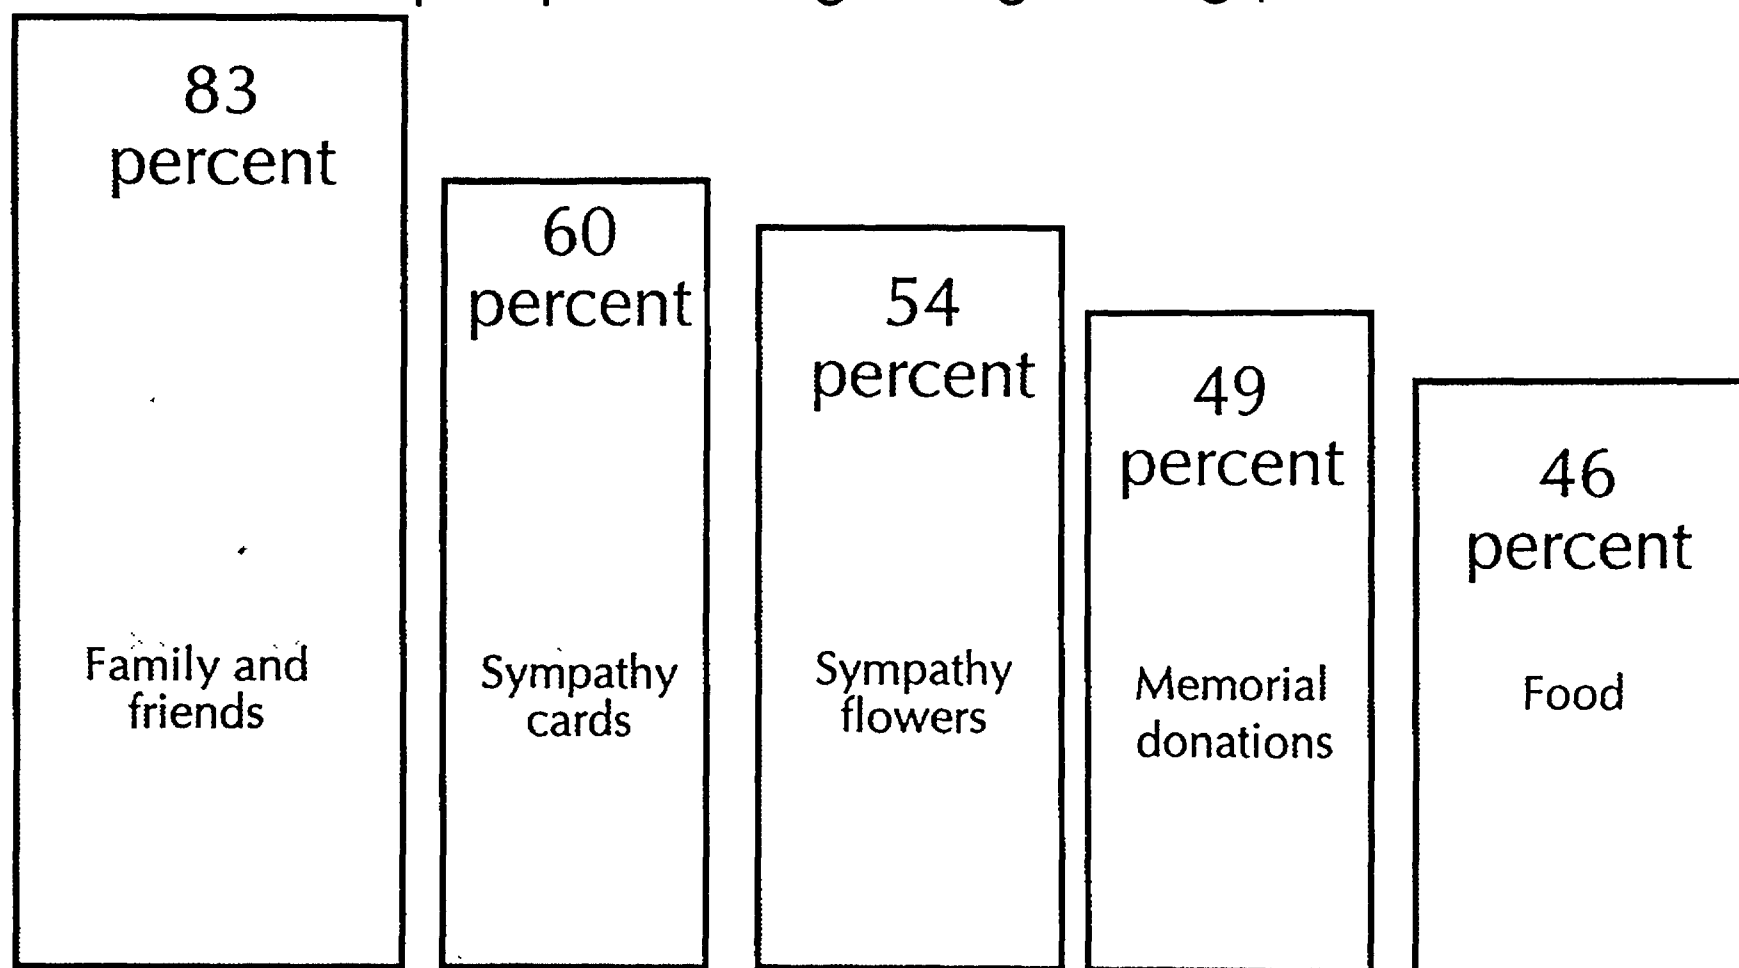 83
percent
Family and
friends
60
percent
Sympathy
cards
54
percent
Sympathy
flowers
49
percent
Memorial
donations
46
percent
Food